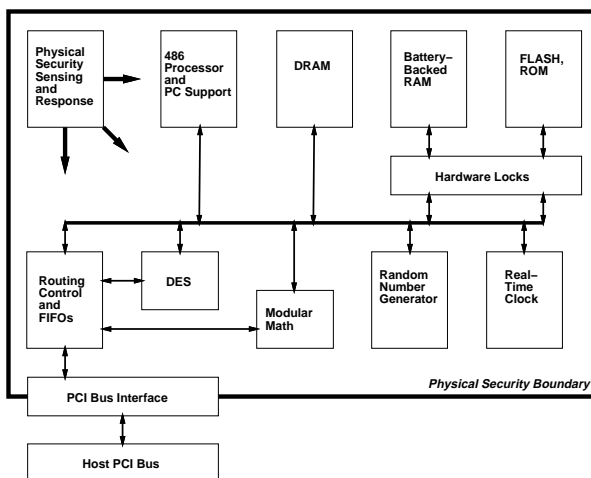 Physical
Security
Sensing
and
Response
486
Processor
and
PC Support
DRAM
Battery–
Backed
RAM
FLASH,
ROM
Hardware Locks
Routing
Control
and
FIFOs
DES
Modular
Math
Random
Number
Generator
Real–
Time
Clock
Physical Security Boundary
PCI Bus Interface
Host PCI Bus